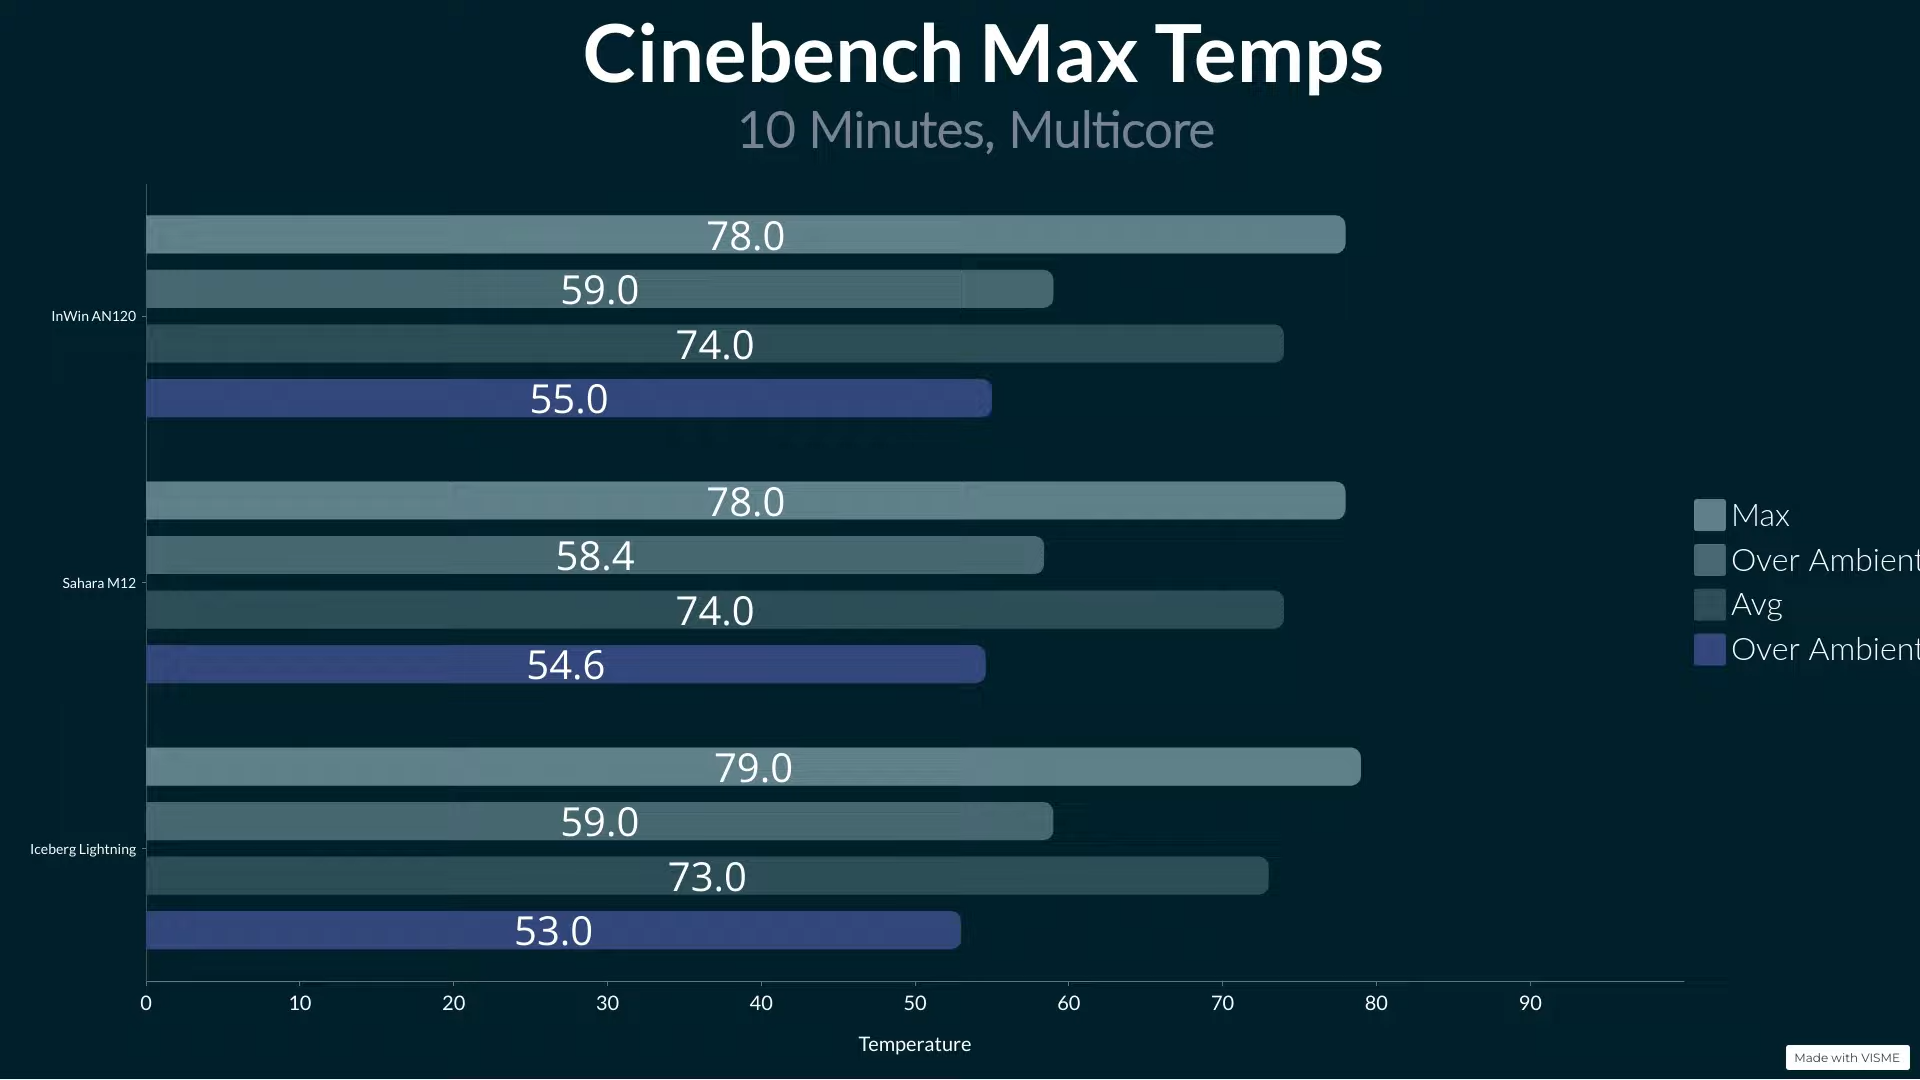 Cinebench Max Temps
10 Minutes, Multicore
78.0
59.0
InWin AN120
74.0
55.0
78.0
58.4
Sahara M12
74.0
54.6
79.0
59.0
Iceberg Lightning
73.0
53.0
Max
Over Ambient
Avg
Over Ambient
0 10 20 30 40 50 60 70 80 90
Temperature
Made with VISME